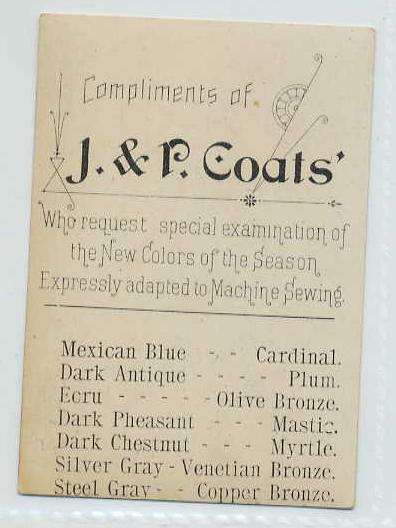 Compliments of
J. & P. Coats'
Who request special examination of
the New Colors of the Season
Expressly adapted to Machine Sewing.
Mexican Blue - - Cardinal.
Dark Antique - - - - Plum.
Ecru - - - - - Olive Bronze.
Dark Pheasant - - - Mastic.
Dark Chestnut - - - Myrtle.
Silver Gray - Venetian Bronze.
Steel Gray - - Copper Bronze.